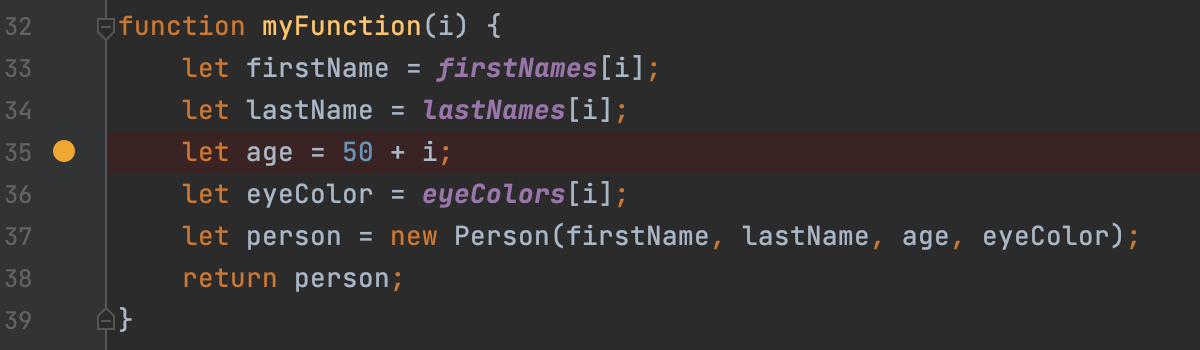 32 function myFunction(i) {
33     let firstName = firstNames[i];
34     let lastName = lastNames[i];
35     let age = 50 + i;
36     let eyeColor = eyeColors[i];
37     let person = new Person(firstName, lastName, age, eyeColor);
38     return person;
39 }